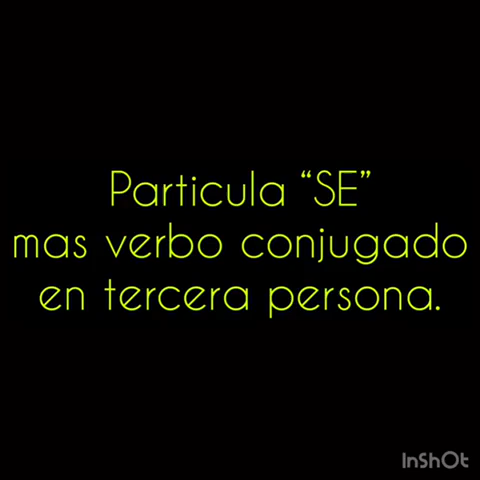 Particula “SE”
mas verbo conjugado
en tercera persona.
InShOt